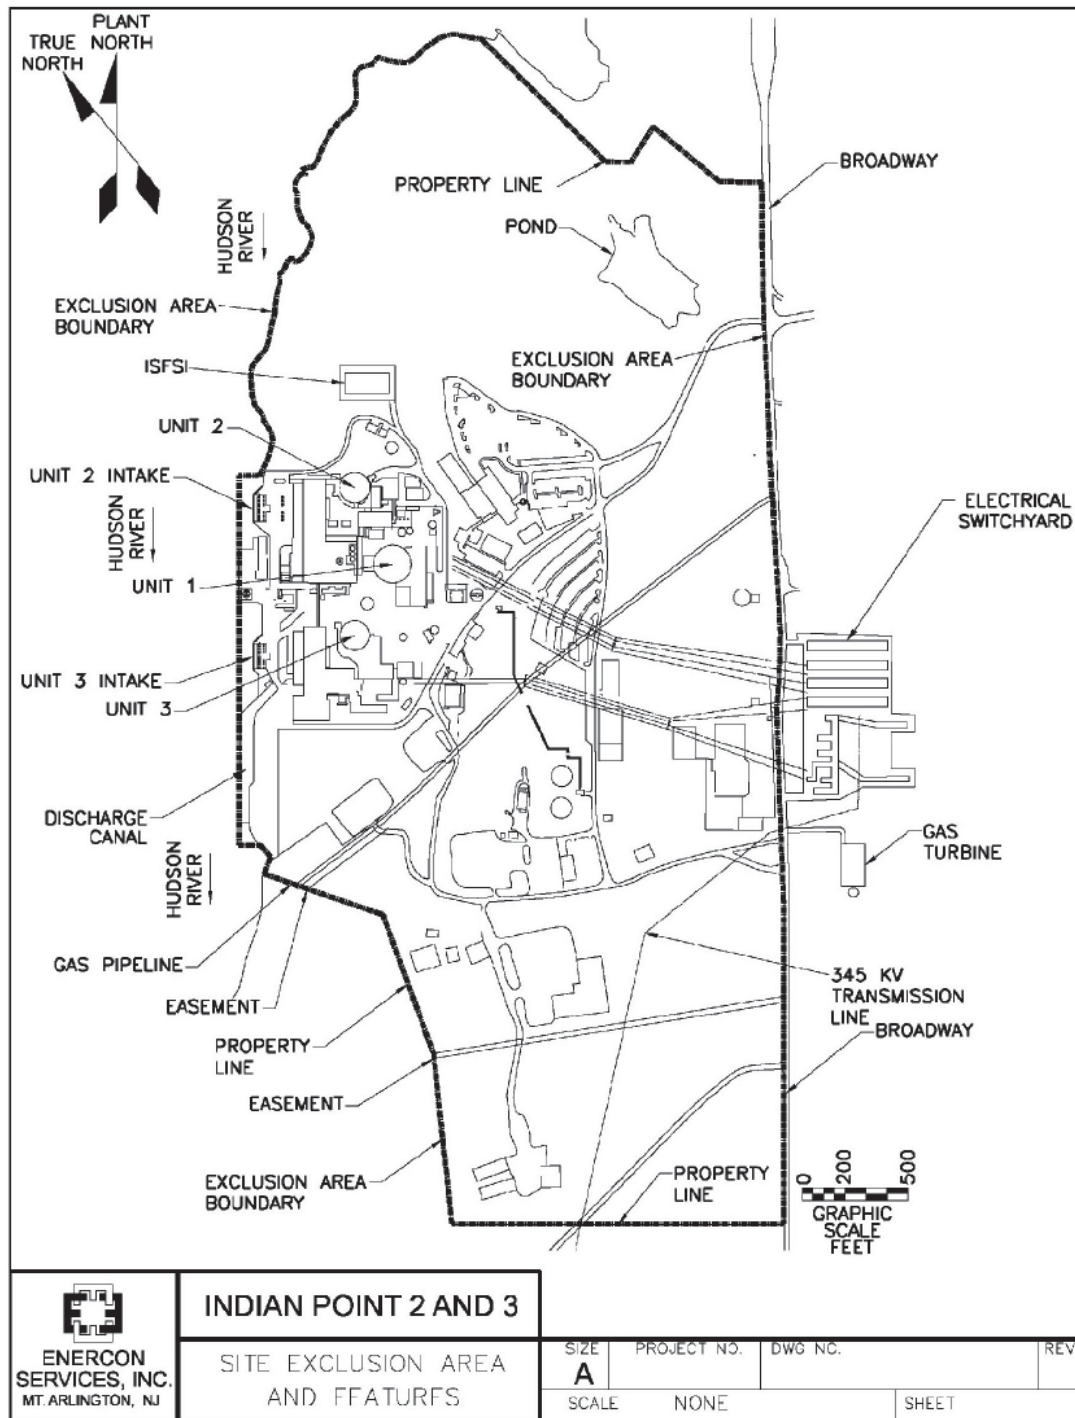 PLANT
NORTH
TRUE
NORTH
BROADWAY
PROPERTY LINE
POND
HUDSON
RIVER
EXCLUSION AREA
BOUNDARY
EXCLUSION AREA
BOUNDARY
ISFSI
UNIT 2
UNIT 2 INTAKE
HUDSON
RIVER
ELECTRICAL
SWITCHYARD
UNIT 1
UNIT 3 INTAKE
UNIT 3
DISCHARGE
CANAL
GAS
TURBINE
HUDSON
RIVER
GAS PIPELINE
EASEMENT
345 KV
TRANSMISSION
LINE
BROADWAY
PROPERTY
LINE
EASEMENT
EXCLUSION AREA
BOUNDARY
PROPERTY
LINE
0 200 500
GRAPHIC
SCALE
FEET
ENERCON
SERVICES, INC.
MT. ARLINGTON, NJ
INDIAN POINT 2 AND 3
SITE EXCLUSION AREA
AND FFATURFS
SIZE
A
PROJECT NO.
DWG NO.
REV
SCALE NONE
SHEET